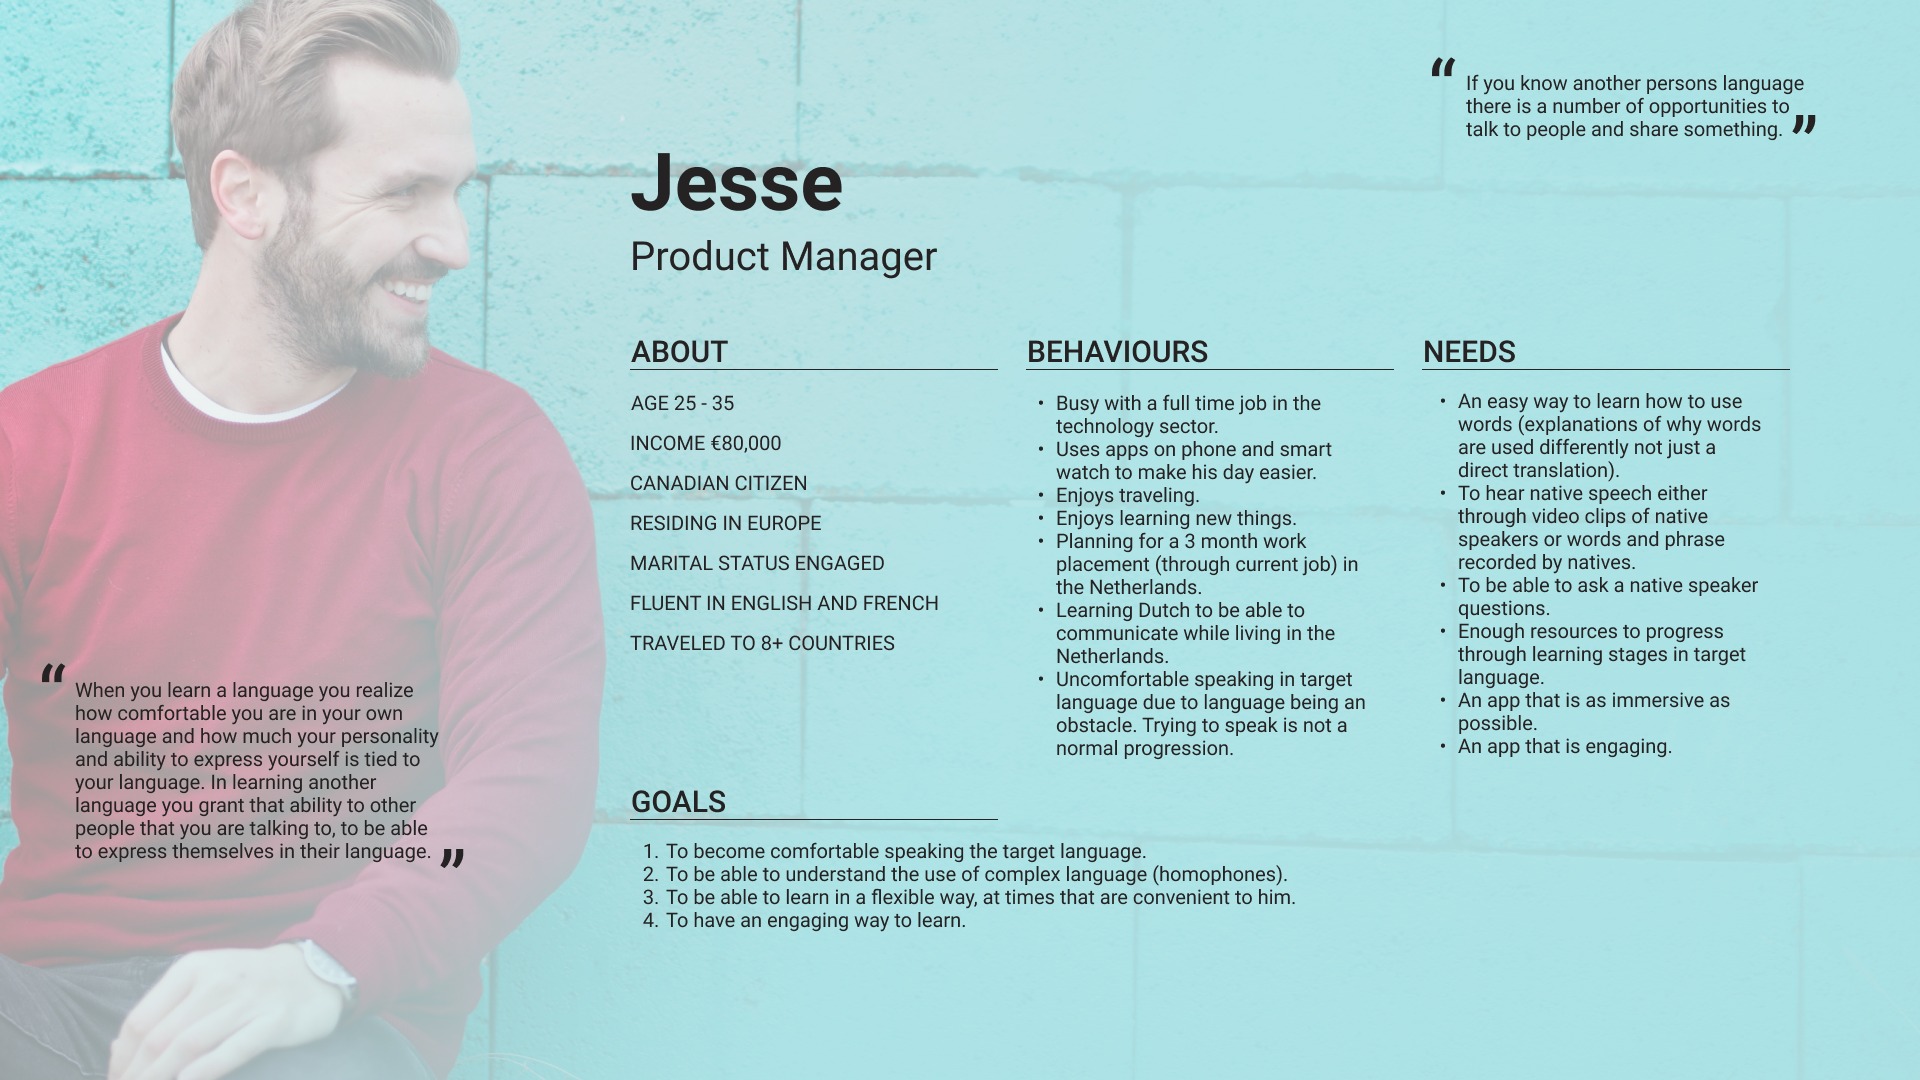 “ If you know another persons language
there is a number of opportunities to
talk to people and share something. ”
Jesse
Product Manager
ABOUT
AGE 25 - 35
INCOME €80,000
CANADIAN CITIZEN
RESIDING IN EUROPE
MARITAL STATUS ENGAGED
FLUENT IN ENGLISH AND FRENCH
TRAVELED TO 8+ COUNTRIES
BEHAVIOURS
• Busy with a full time job in the
technology sector.
• Uses apps on phone and smart
watch to make his day easier.
• Enjoys traveling.
• Enjoys learning new things.
• Planning for a 3 month work
placement (through current job) in
the Netherlands.
• Learning Dutch to be able to
communicate while living in the
Netherlands.
• Uncomfortable speaking in target
language due to language being an
obstacle. Trying to speak is not a
normal progression.
NEEDS
• An easy way to learn how to use
words (explanations of why words
are used differently not just a
direct translation).
• To hear native speech either
through video clips of native
speakers or words and phrase
recorded by natives.
• To be able to ask a native speaker
questions.
• Enough resources to progress
through learning stages in target
language.
• An app that is as immersive as
possible.
• An app that is engaging.
“ When you learn a language you realize
how comfortable you are in your own
language and how much your personality
and ability to express yourself is tied to
your language. In learning another
language you grant that ability to other
people that you are talking to, to be able
to express themselves in their language. ”
GOALS
1. To become comfortable speaking the target language.
2. To be able to understand the use of complex language (homophones).
3. To be able to learn in a flexible way, at times that are convenient to him.
4. To have an engaging way to learn.